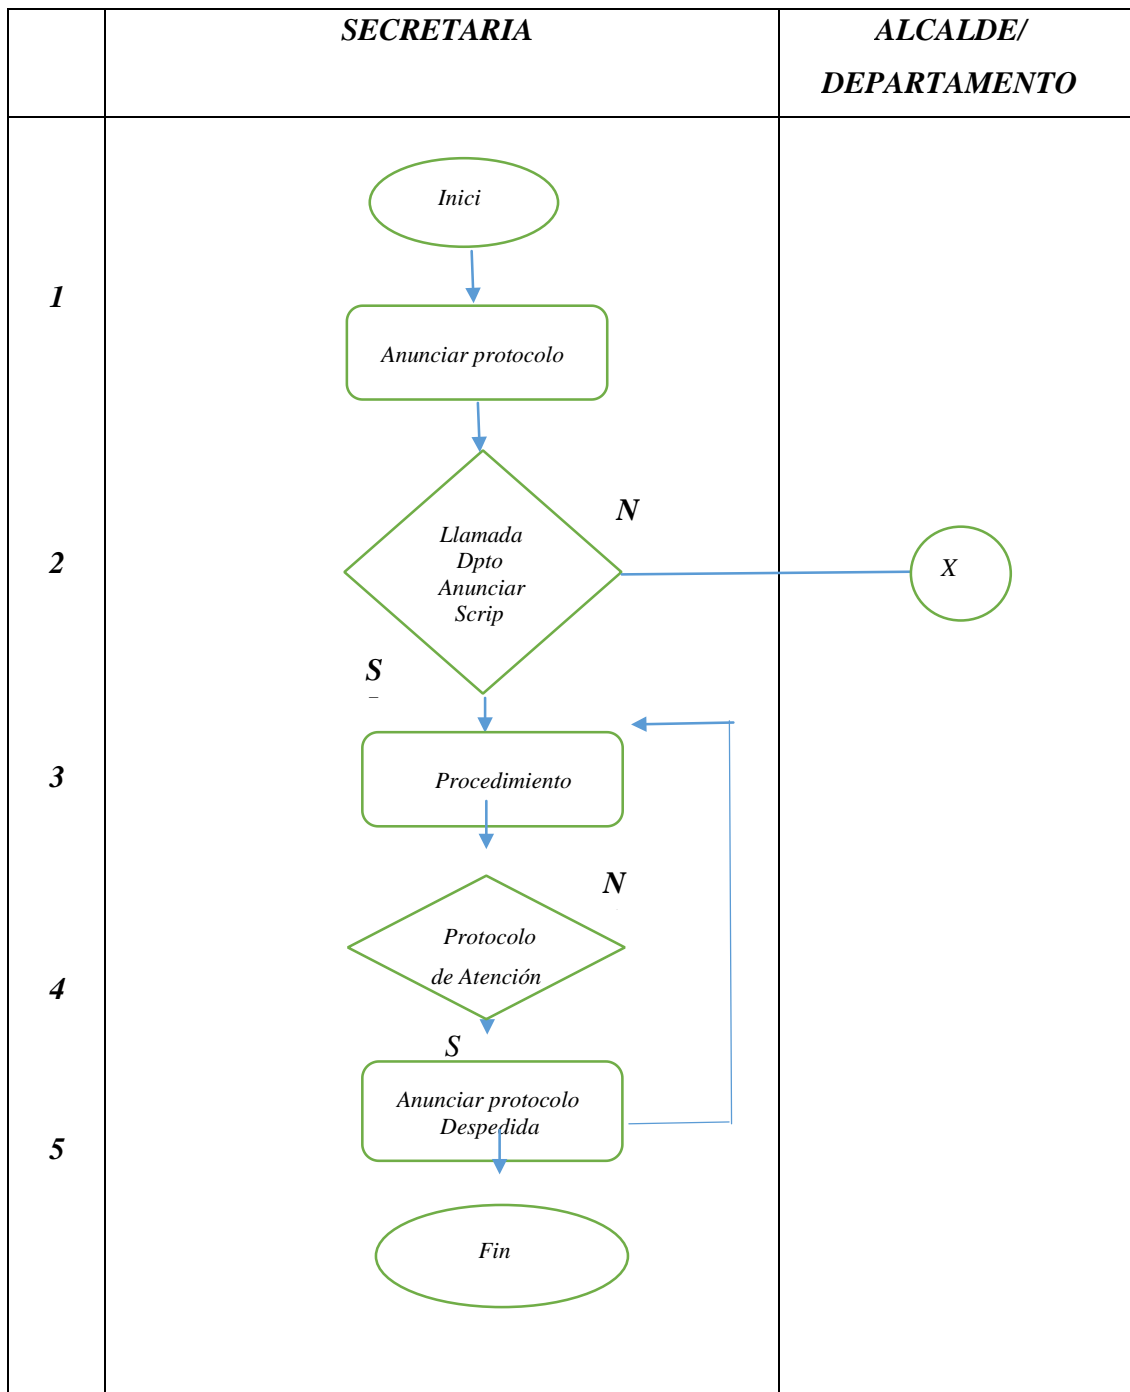 SECRETARIA
ALCALDE/
DEPARTAMENTO
Inici
1
Anunciar protocolo
N
2
Llamada
Dpto
Anunciar
Scrip
X
S
3
Procedimiento
N
Protocolo
de Atención
4
S
Anunciar protocolo
Despedida
5
Fin